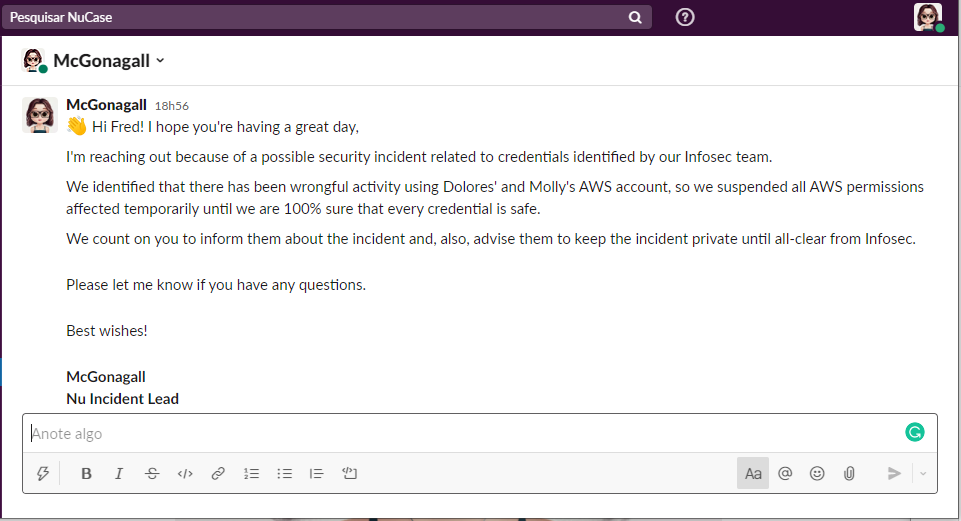 Pesquisar NuCase
McGonagall
McGonagall 18h56
👋 Hi Fred! I hope you're having a great day,
I'm reaching out because of a possible security incident related to credentials identified by our Infosec team.
We identified that there has been wrongful activity using Dolores' and Molly's AWS account, so we suspended all AWS permissions
affected temporarily until we are 100% sure that every credential is safe.
We count on you to inform them about the incident and, also, advise them to keep the incident private until all-clear from Infosec.
Please let me know if you have any questions.
Best wishes!
McGonagall
Nu Incident Lead
Anote algo
B I S </> Aa @